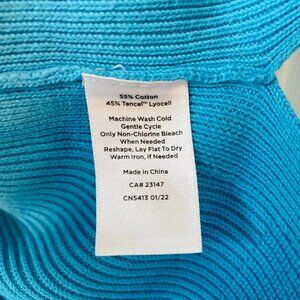 55% Cotton
45% Tencel™ Lyocell
Machine Wash Cold
Gentle Cycle
Only Non-Chlorine Bleach
When Needed
Reshape, Lay Flat To Dry
Warm Iron, If Needed
Made in China
CA# 23147
CN5413 01/22